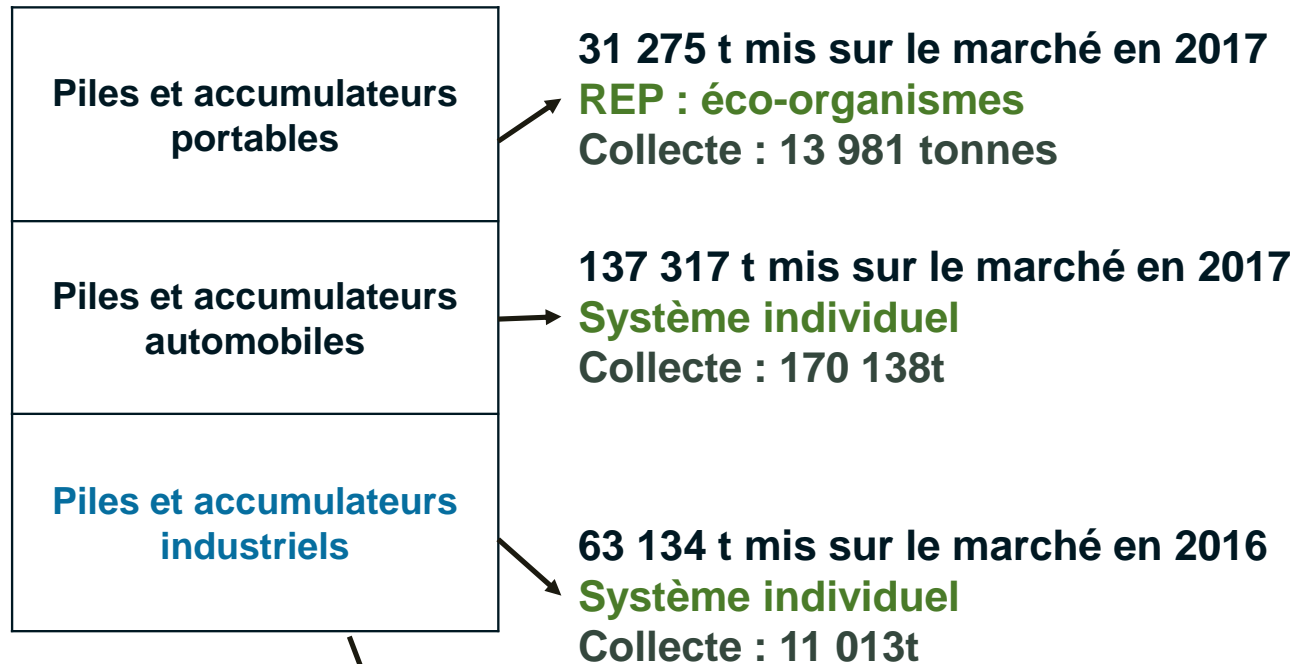 Piles et accumulateurs
portables
31 275 t mis sur le marché en 2017
REP : éco-organismes
Collecte : 13 981 tonnes
Piles et accumulateurs
automobiles
137 317 t mis sur le marché en 2017
Système individuel
Collecte : 170 138t
Piles et accumulateurs
industriels
63 134 t mis sur le marché en 2016
Système individuel
Collecte : 11 013t